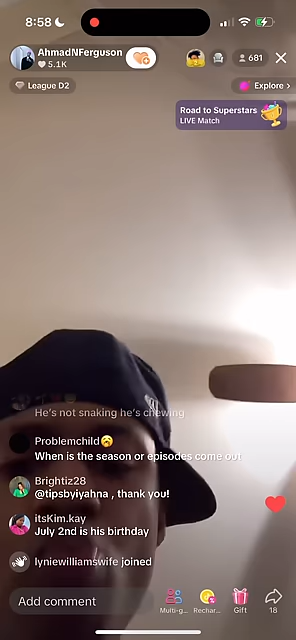 8:58
AhmadNFerguson
5.1K
681
League D2
Explore >
Road to Superstars
LIVE Match
He's not snaking he's chewing
Problemchild
When is the season or episodes come out
Brightiz28
@tipsbyiyahna , thank you!
itsKim.kay
July 2nd is his birthday
lyniewilliamswife joined
Add comment
Multi-g...
Rechar...
Gift
18